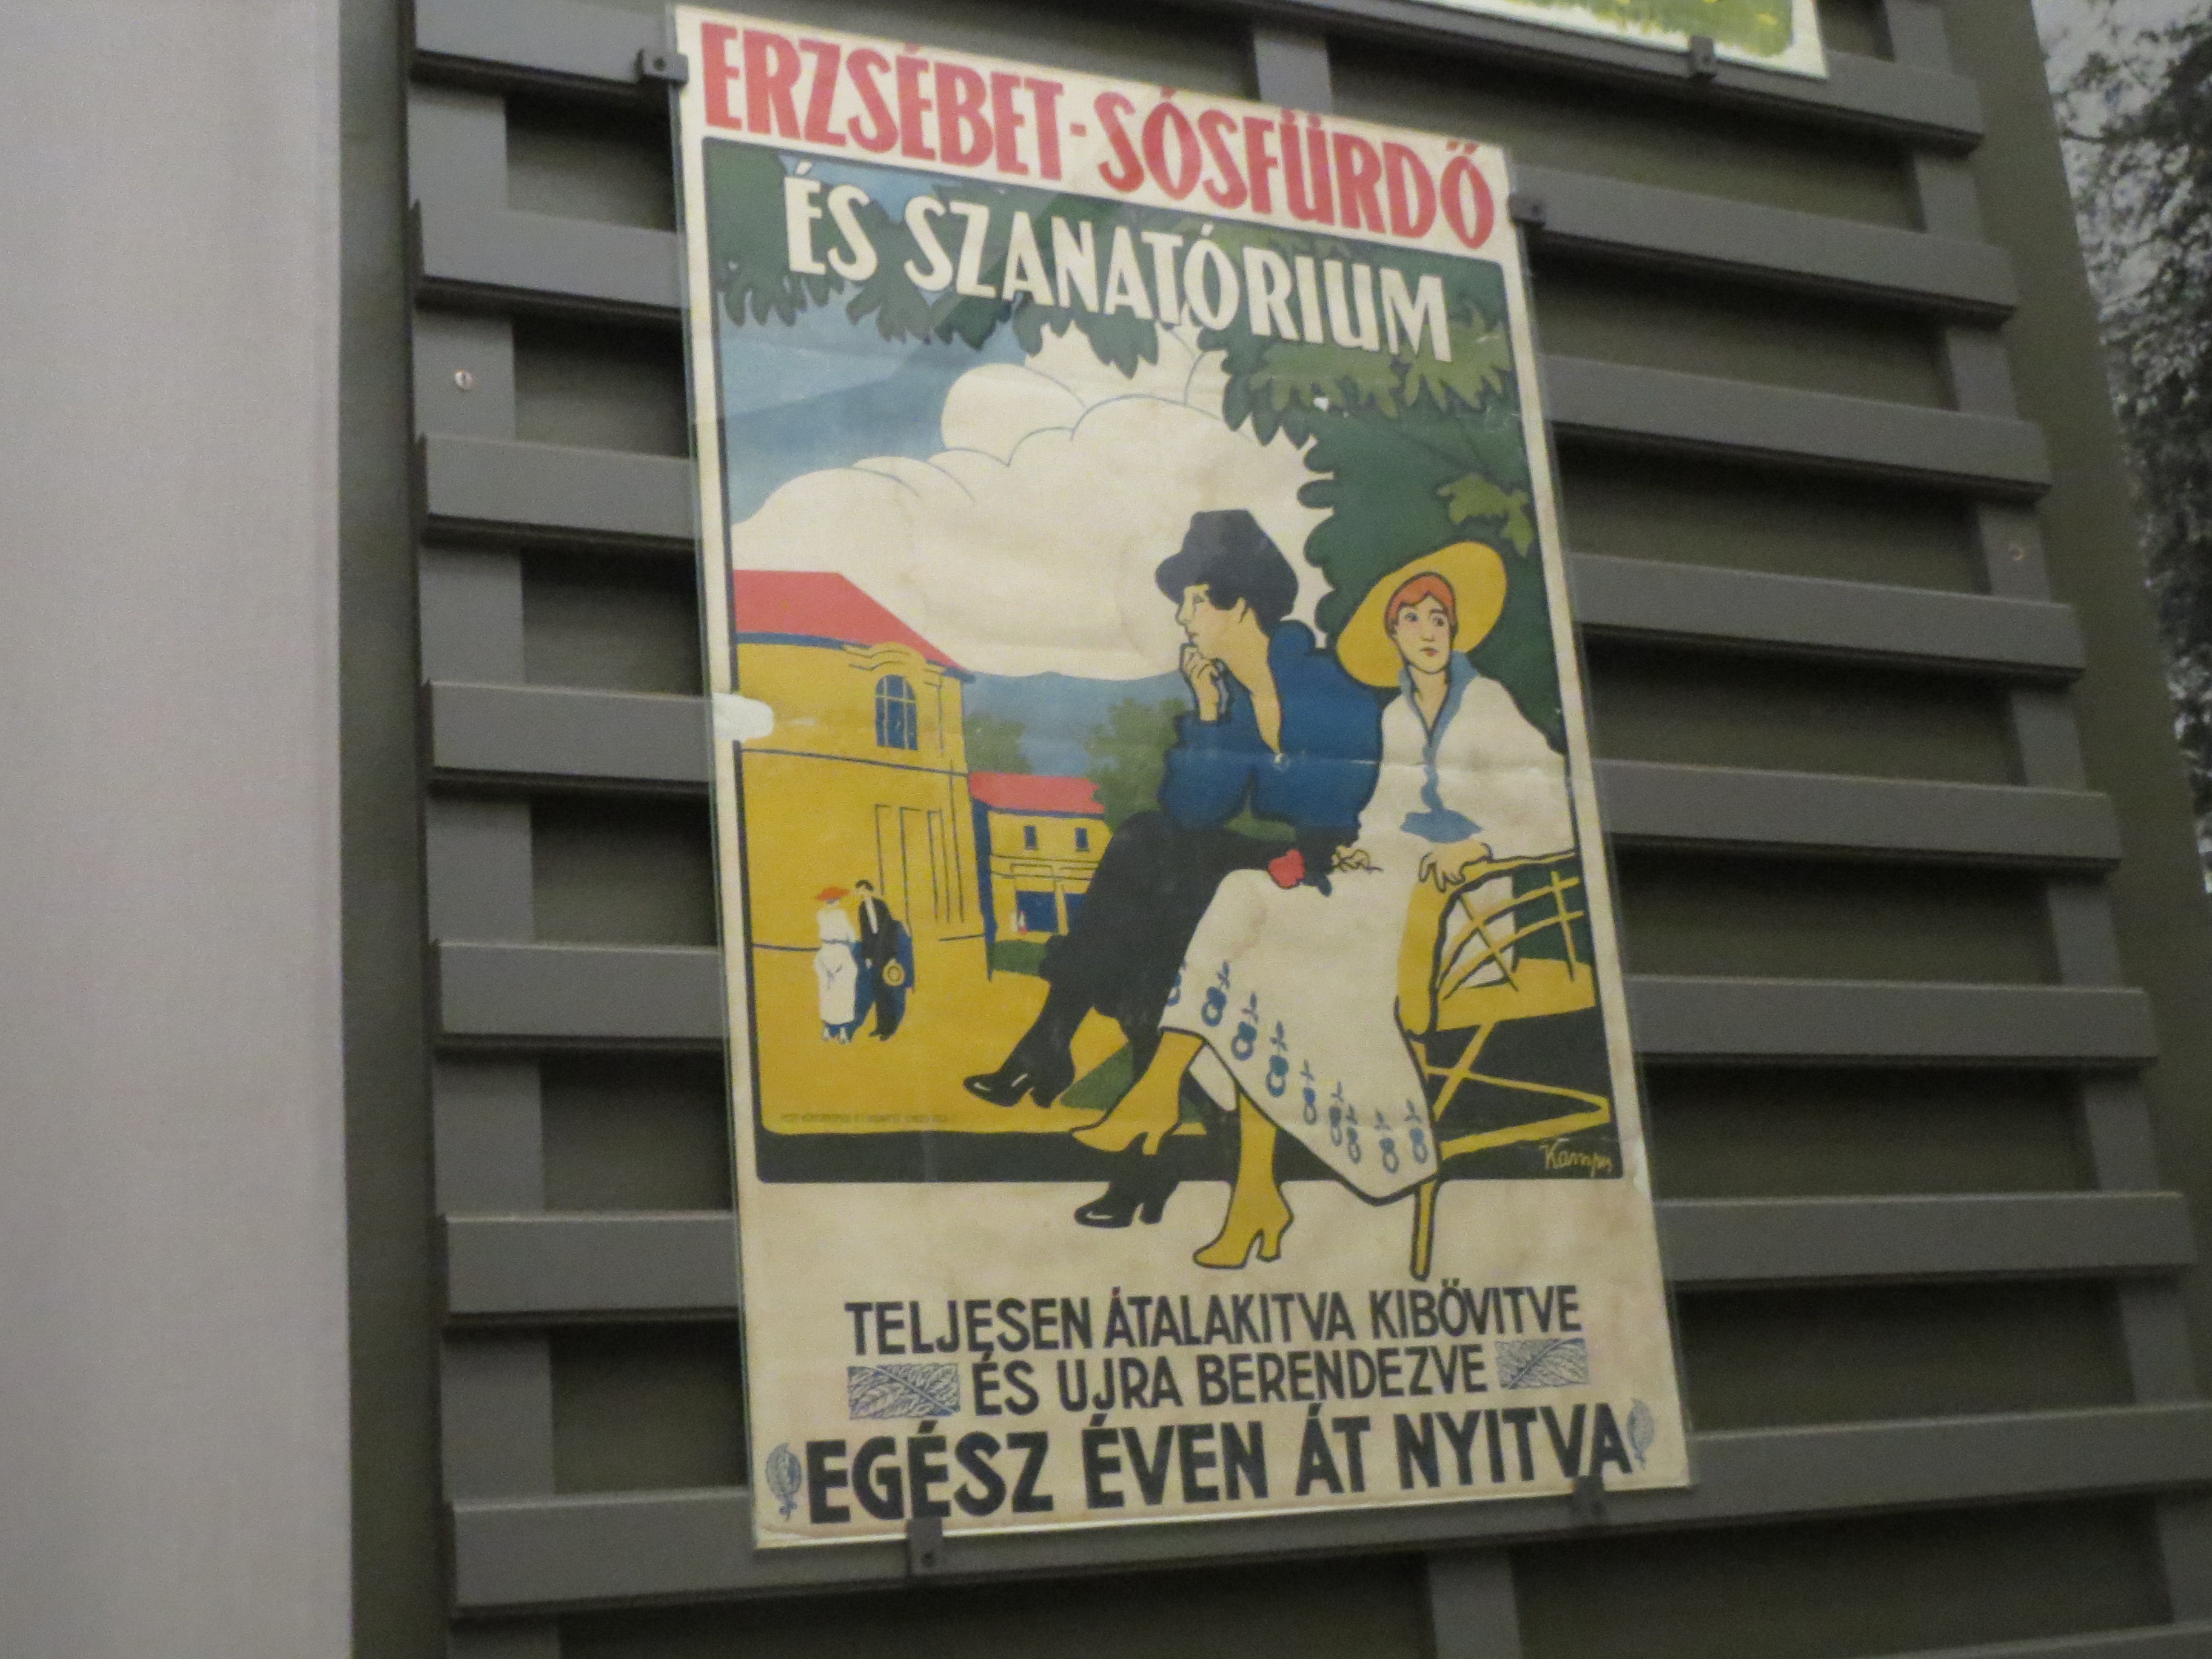 ERZSÉBET-SÓSFÜRDŐ
ÉS SZANATÓRIUM
TELJESEN ÁTALAKITVA KIBŐVITVE
ÉS UJRA BERENDEZVE
EGÉSZ ÉVEN ÁT NYITVA